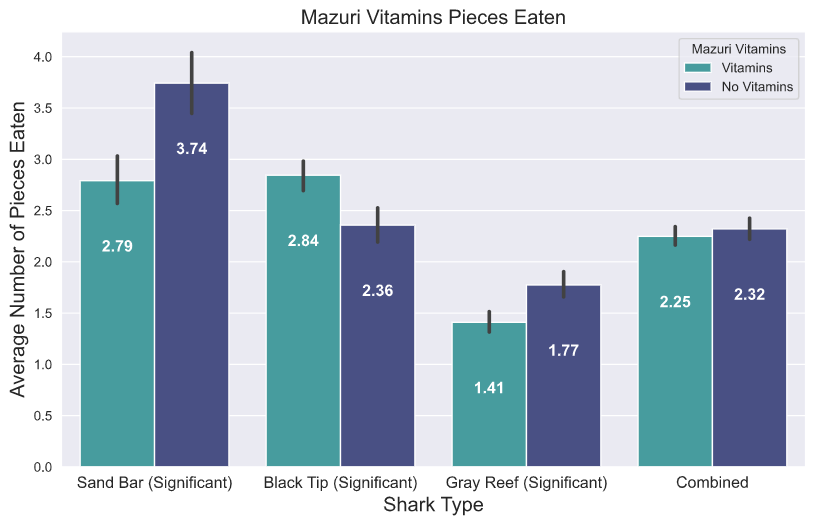 Mazuri Vitamins Pieces Eaten
Average Number of Pieces Eaten
4.0
3.5
3.0
2.5
2.0
1.5
1.0
0.5
0.0
Mazuri Vitamins
Vitamins
No Vitamins
2.79
3.74
2.84
2.36
1.41
1.77
2.25
2.32
Sand Bar (Significant)
Black Tip (Significant)
Gray Reef (Significant)
Combined
Shark Type